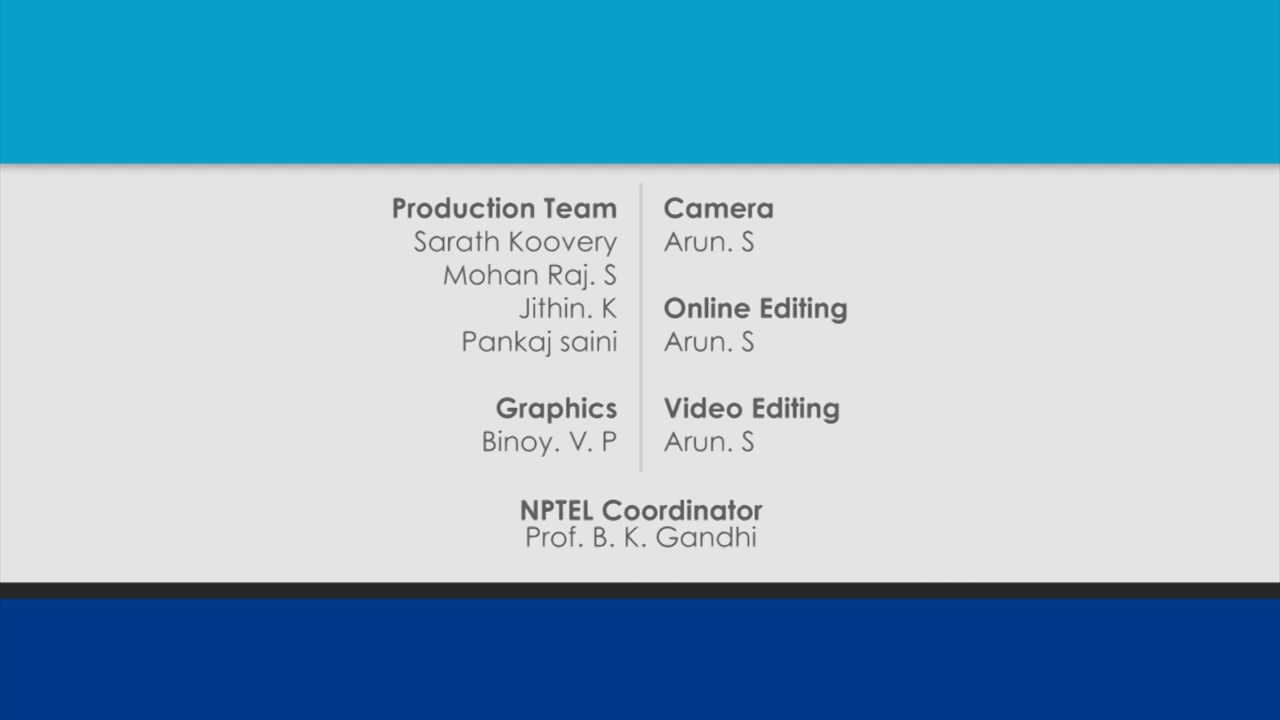 Production Team
Sarath Koovery
Mohan Raj. S
Jithin. K
Pankaj saini
Graphics
Binoy. V. P
Camera
Arun. S
Online Editing
Arun. S
Video Editing
Arun. S
NPTEL Coordinator
Prof. B. K. Gandhi